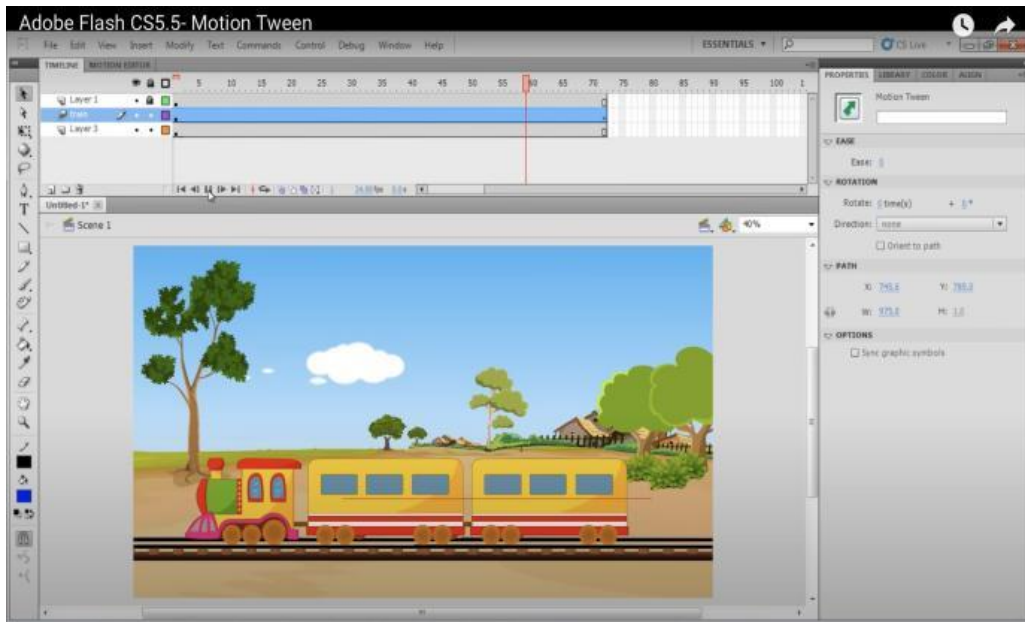 Adobe Flash CS5.5- Motion Tween
File Edit View Insert Modify Text Commands Control Debug Window Help
ESSENTIALS
CS Live
TIMELINE MOTION EDITOR
5 10 15 20 25 30 35 40 45 50 55 60 65 70 75 80 85 90 95 100
Layer 1
train
Layer 3
Untitled-1*
Scene 1
40%
PROPERTIES LIBRARY COLOR ALIGN
Motion Tween
EASE
Ease:
ROTATION
Rotate: time(s) +
Direction: none
Orient to path
PATH
X: Y:
W: H:
OPTIONS
Sync graphic symbols